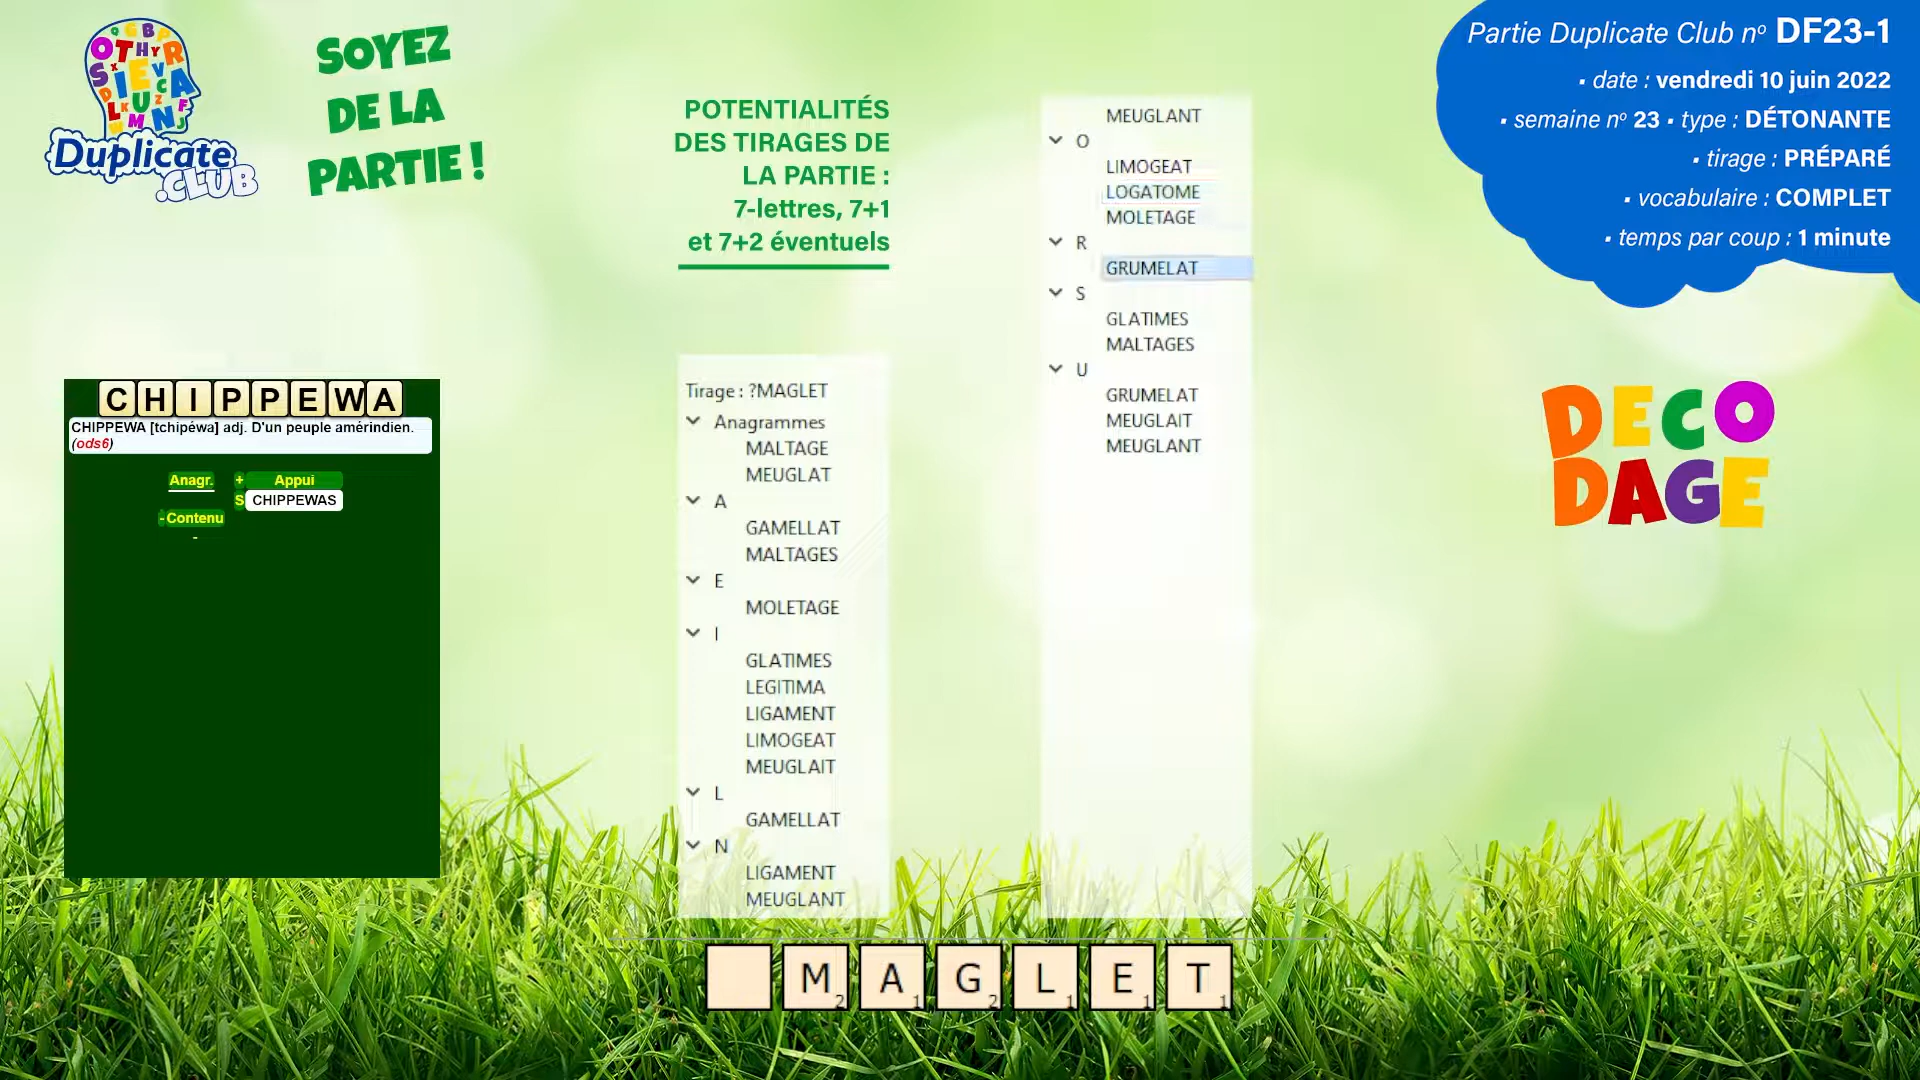 Duplicate
.CLUB
SOYEZ
DE LA
PARTIE !
POTENTIALITÉS
DES TIRAGES DE
LA PARTIE :
7-lettres, 7+1
et 7+2 éventuels
Partie Duplicate Club nº DF23-1
• date : vendredi 10 juin 2022
• semaine nº 23 • type : DÉTONANTE
• tirage : PRÉPARÉ
• vocabulaire : COMPLET
• temps par coup : 1 minute
CHIPPEWA
CHIPPEWA [tchipéwa] adj. D'un peuple amérindien.
(ods6)
Anagr. + Appui
S CHIPPEWAS
-Contenu
-
Tirage : ?MAGLET
Anagrammes
MALTAGE
MEUGLAT
A
GAMELLAT
MALTAGES
E
MOLETAGE
I
GLATIMES
LEGITIMA
LIGAMENT
LIMOGEAT
MEUGLAIT
L
GAMELLAT
N
LIGAMENT
MEUGLANT
MEUGLANT
O
LIMOGEAT
LOGATOME
MOLETAGE
R
GRUMELAT
S
GLATIMES
MALTAGES
U
GRUMELAT
MEUGLAIT
MEUGLANT
DECO
DAGE
M2 A1 G2 L1 E1 T1